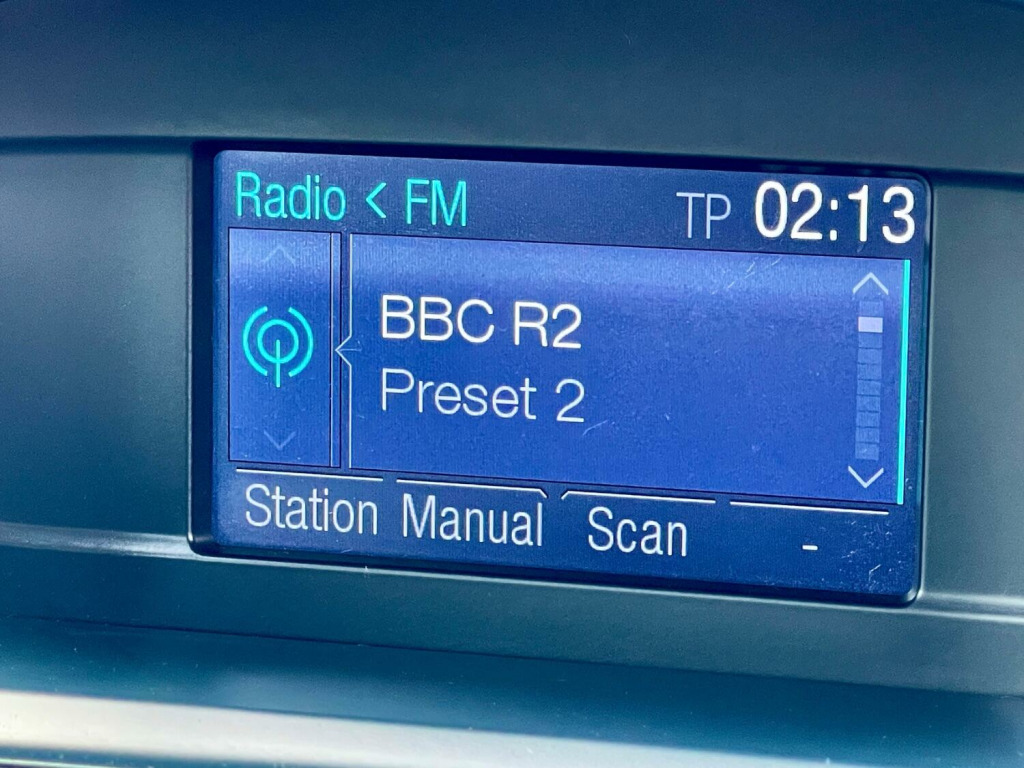 Radio < FM TP 02:13
BBC R2
Preset 2
Station Manual Scan -